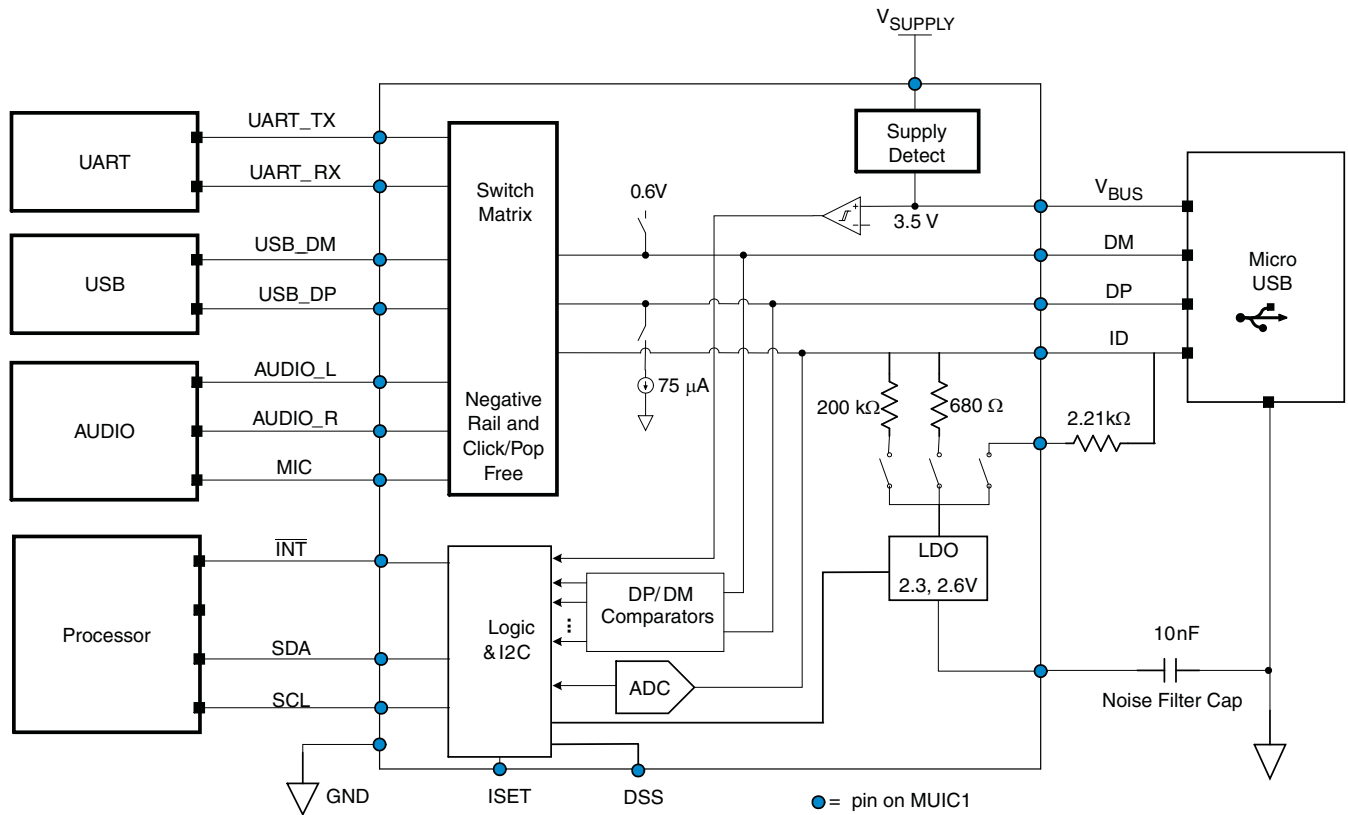 V_SUPPLY
UART
UART_TX
UART_RX
Supply
Detect
Switch
Matrix
0.6V
3.5 V
V_BUS
USB
USB_DM
USB_DP
DM
DP
ID
Micro
USB
AUDIO
AUDIO_L
AUDIO_R
MIC
Negative
Rail and
Click/Pop
Free
75 µA
200 kΩ
680 Ω
2.21kΩ
Processor
INT
SDA
SCL
Logic
& I2C
DP/DM
Comparators
ADC
LDO
2.3, 2.6V
10nF
Noise Filter Cap
GND
ISET
DSS
= pin on MUIC1